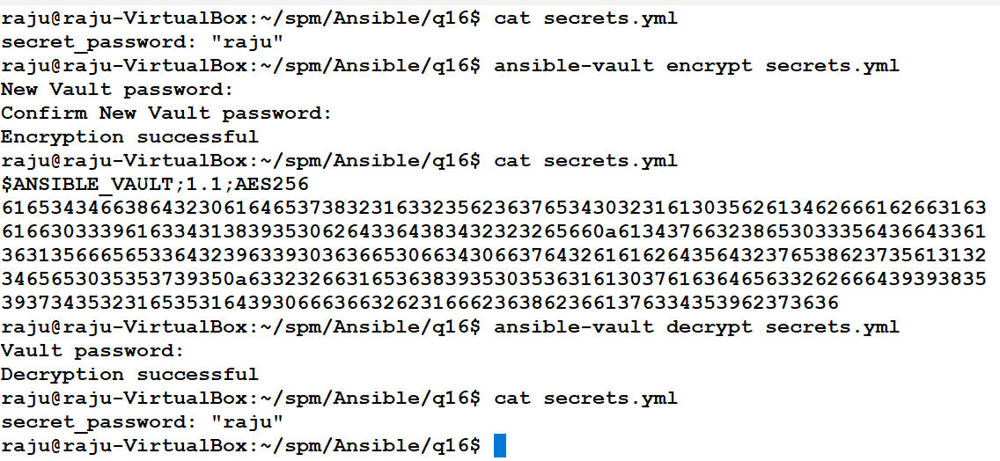 raju@raju-VirtualBox:~/spm/Ansible/q16$ cat secrets.yml
secret_password: "raju"
raju@raju-VirtualBox:~/spm/Ansible/q16$ ansible-vault encrypt secrets.yml
New Vault password:
Confirm New Vault password:
Encryption successful
raju@raju-VirtualBox:~/spm/Ansible/q16$ cat secrets.yml
$ANSIBLE_VAULT;1.1;AES256
61653434663864323061646537383231633235623637653430323161303562613462666162663163
6166303339616334313839353062643364383432323265660a613437663238653033356436643361
36313566656533643239633930363665306634306637643261616264356432376538623735613132
3465653035353739350a633232663165363839353035363161303761636465633262666439393835
39373435323165353164393066636633262316662363862366137633435396237 3636
raju@raju-VirtualBox:~/spm/Ansible/q16$ ansible-vault decrypt secrets.yml
Vault password:
Decryption successful
raju@raju-VirtualBox:~/spm/Ansible/q16$ cat secrets.yml
secret_password: "raju"
raju@raju-VirtualBox:~/spm/Ansible/q16$